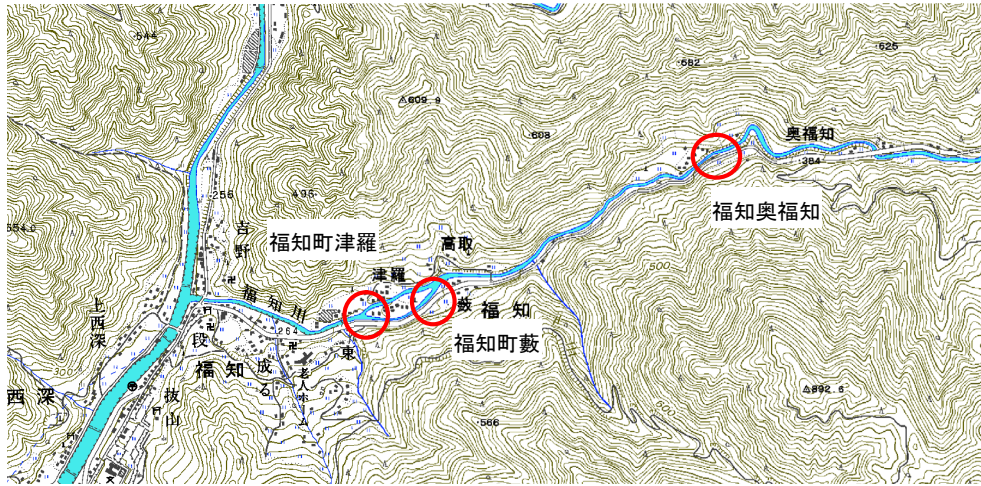 544
625
682
△609.9
608
奥福知
384
256
495
福知奥福知
吉野
福知町津羅
高取
554.0
津羅
500
上西深
福知川
藪
福知
264
福知町藪
段
東
300
福知
成る
老人ホーム
西深
抜山
△892.6
500
566